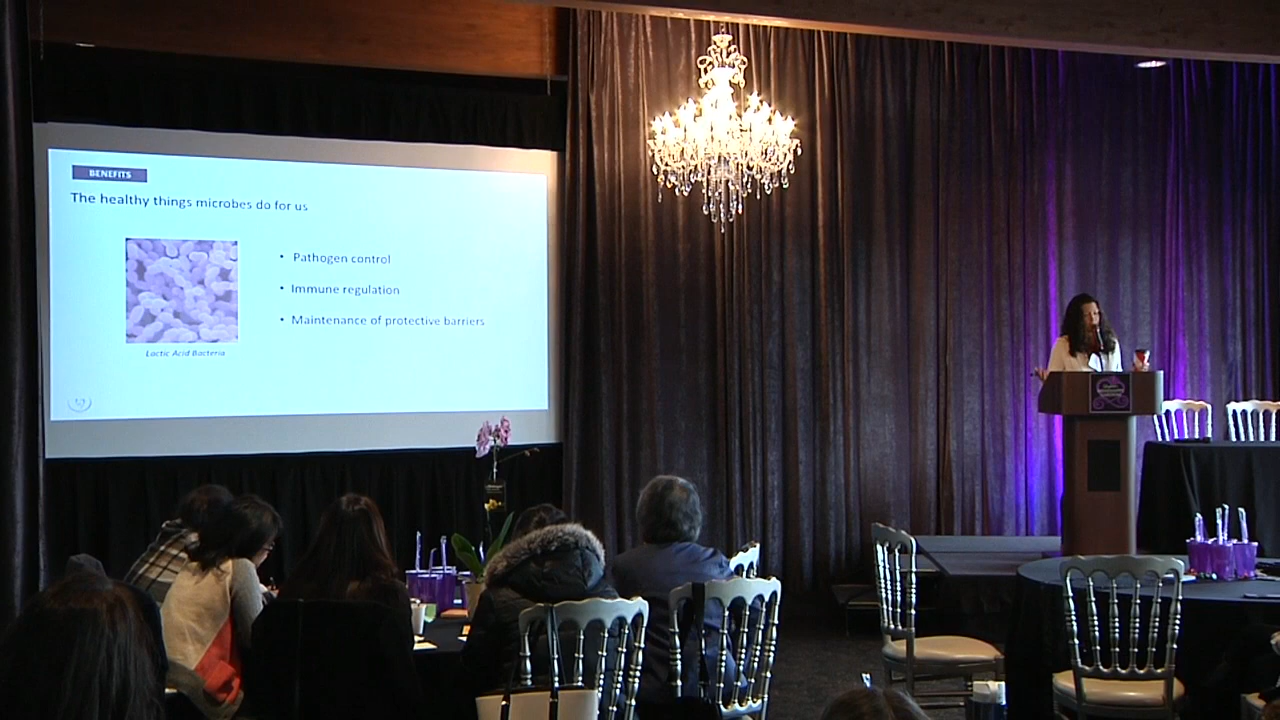 BENEFITS
The healthy things microbes do for us
• Pathogen control
• Immune regulation
• Maintenance of protective barriers
Lactic Acid Bacteria